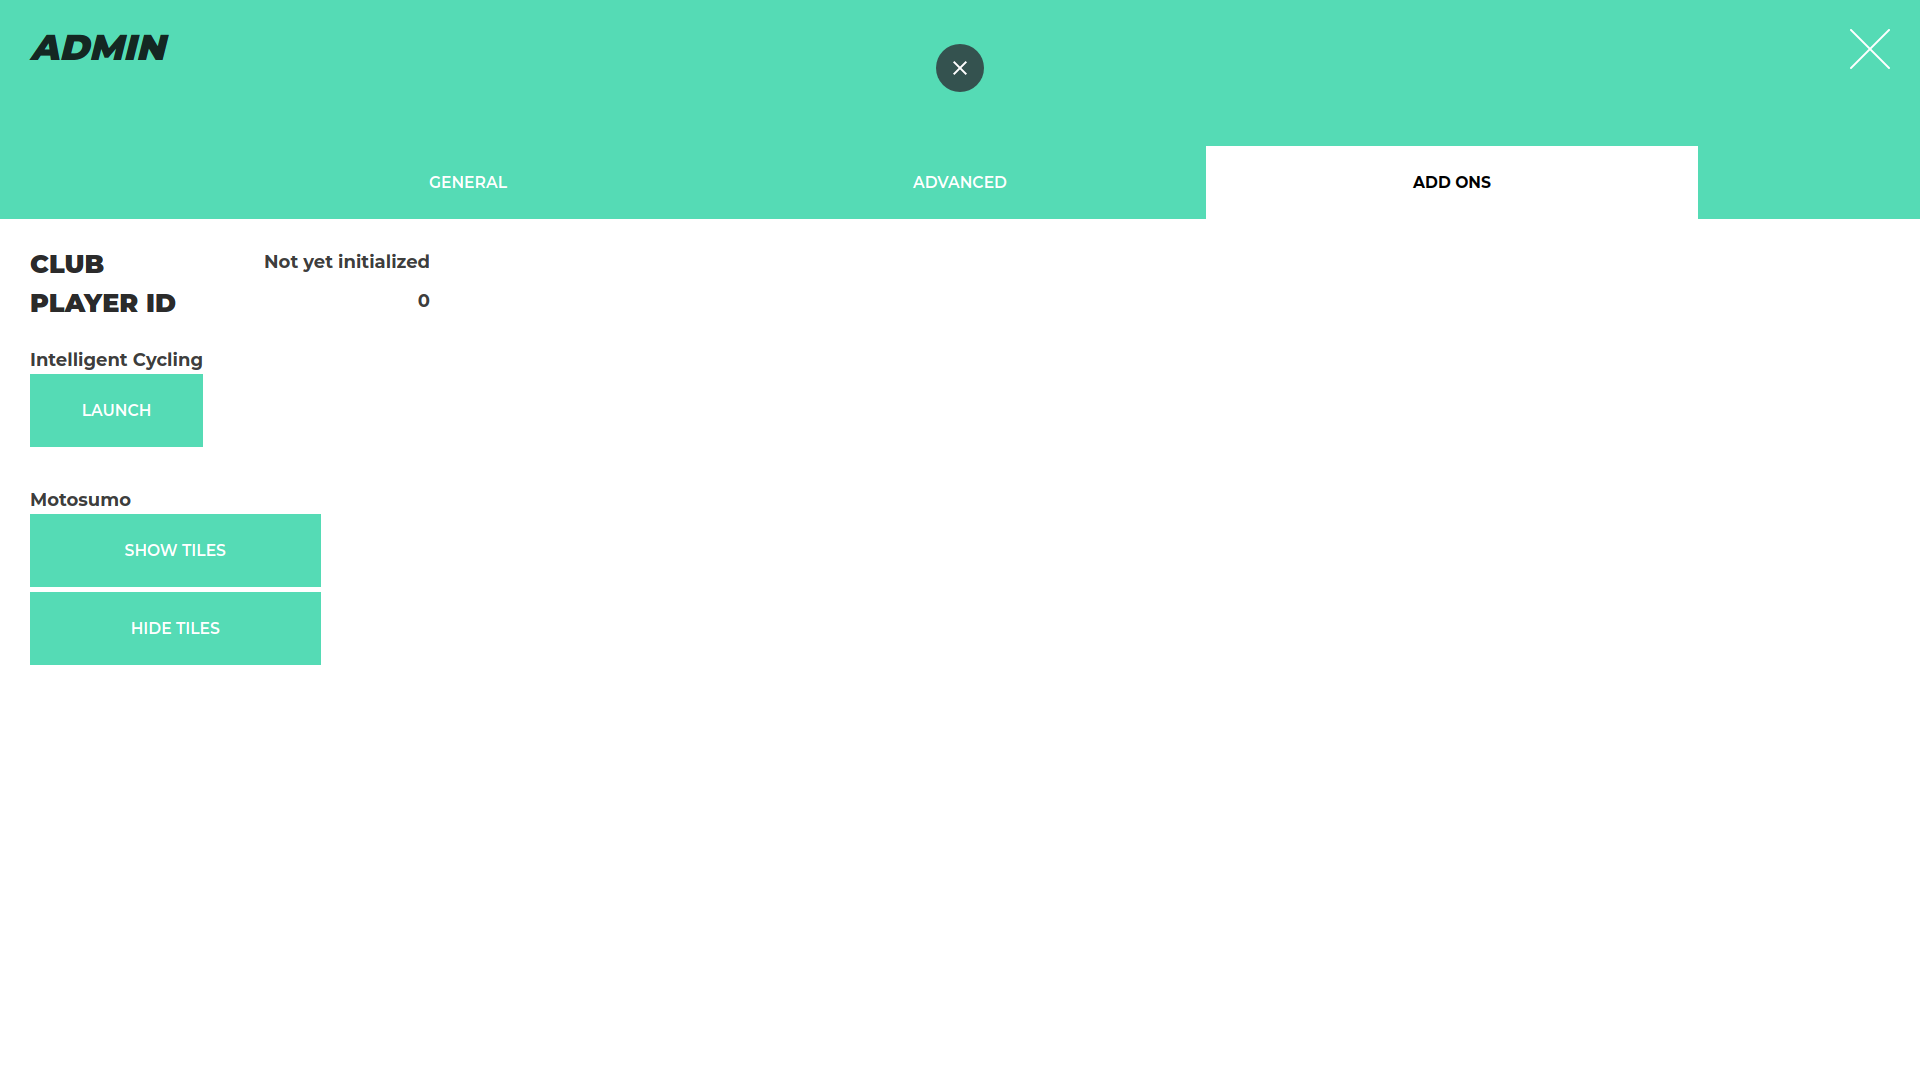 ADMIN
GENERAL
ADVANCED
ADD ONS
CLUB
Not yet initialized
PLAYER ID
0
Intelligent Cycling
LAUNCH
Motosumo
SHOW TILES
HIDE TILES